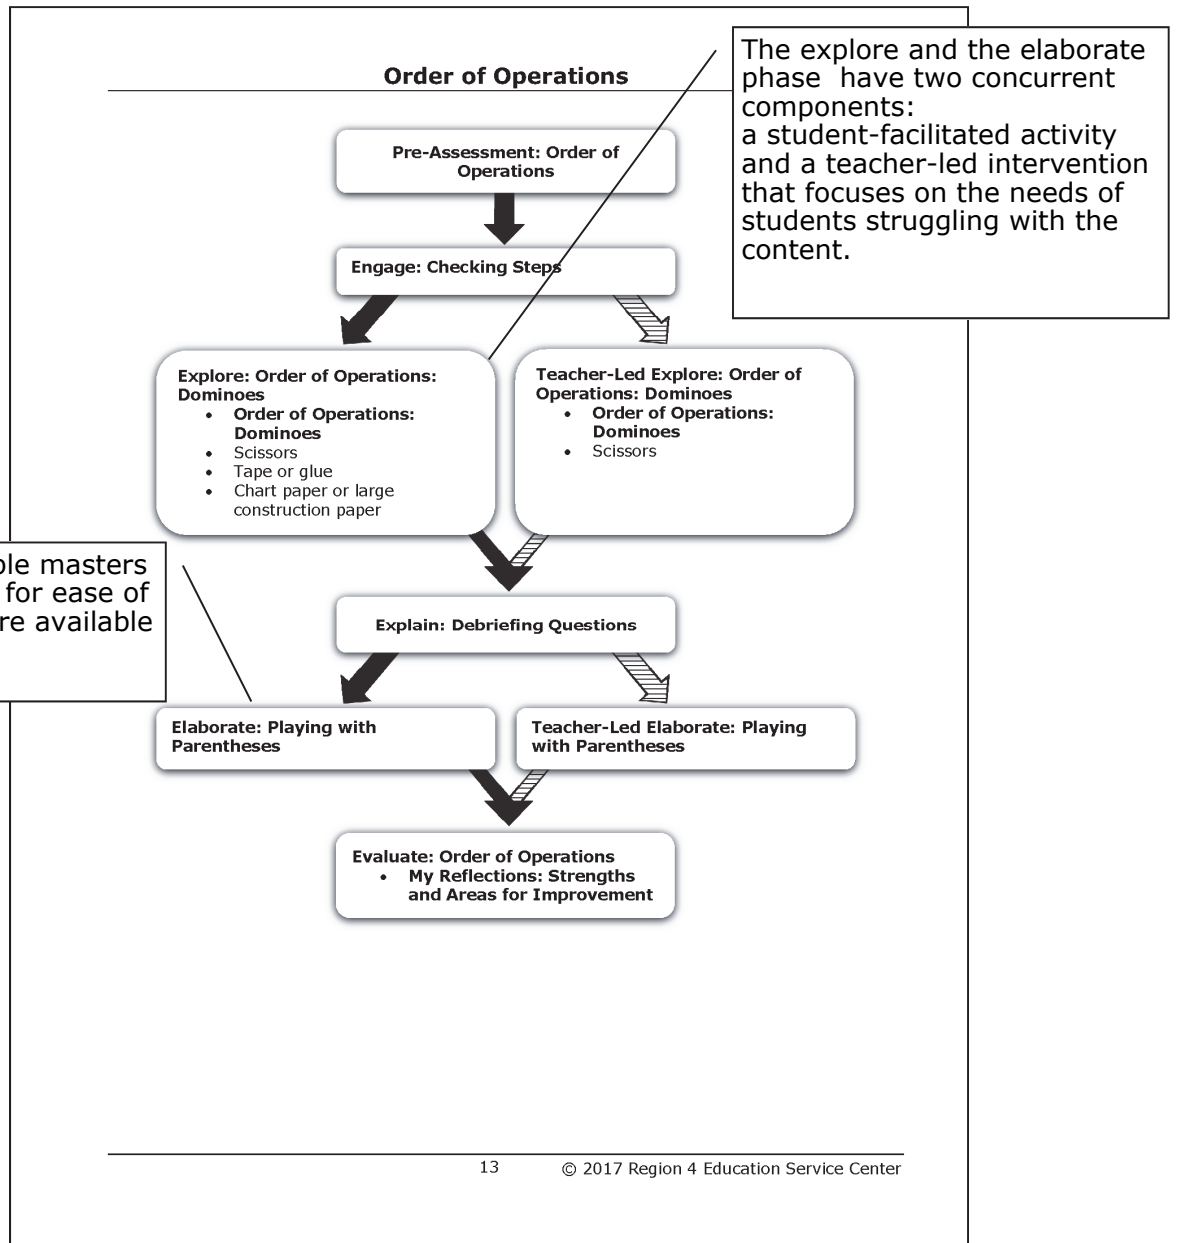 Order of Operations
The explore and the elaborate
phase have two concurrent
components:
a student-facilitated activity
and a teacher-led intervention
that focuses on the needs of
students struggling with the
content.
Pre-Assessment: Order of
Operations
Engage: Checking Steps
Explore: Order of Operations:
Dominoes
• Order of Operations:
Dominoes
• Scissors
• Tape or glue
• Chart paper or large
construction paper
Teacher-Led Explore: Order of
Operations: Dominoes
• Order of Operations:
Dominoes
• Scissors
masters
for ease of
available
Explain: Debriefing Questions
Elaborate: Playing with
Parentheses
Teacher-Led Elaborate: Playing
with Parentheses
Evaluate: Order of Operations
• My Reflections: Strengths
and Areas for Improvement
13 © 2017 Region 4 Education Service Center